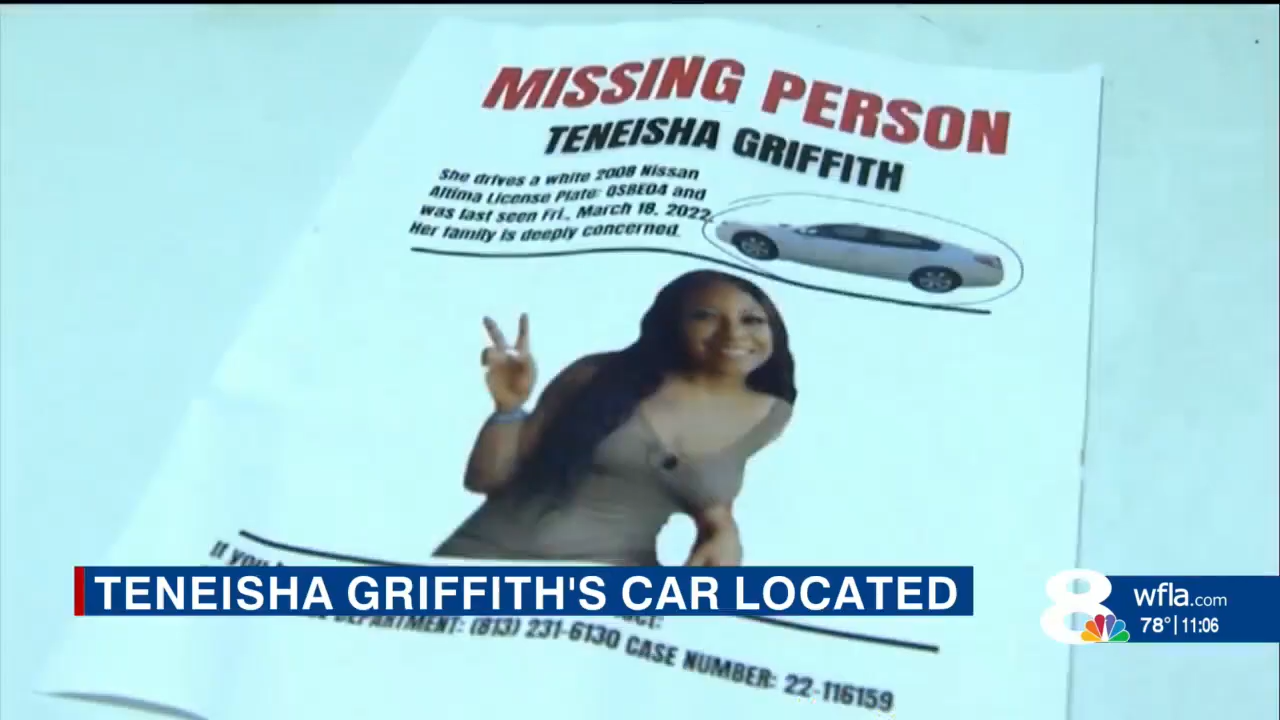 MISSING PERSON
TENEISHA GRIFFITH
She drives a white 2008 Nissan
Altima License Plate: QSBE04 and
was last seen Fri., March 18, 2022.
Her family is deeply concerned.
If you
TENEISHA GRIFFITH'S CAR LOCATED
DEPARTMENT: (813) 231-6130 CASE NUMBER: 22-116159
8
wfla.com
78° | 11:06